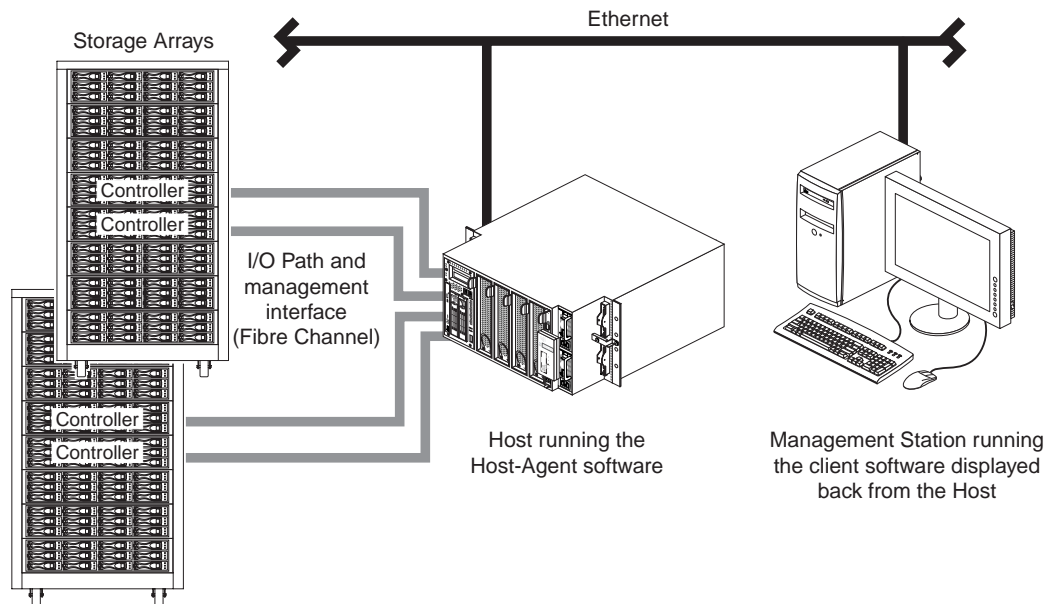 Ethernet
Storage Arrays
Controller
Controller
I/O Path and
management
interface
(Fibre Channel)
Controller
Controller
Host running the
Host-Agent software
Management Station running
the client software displayed
back from the Host